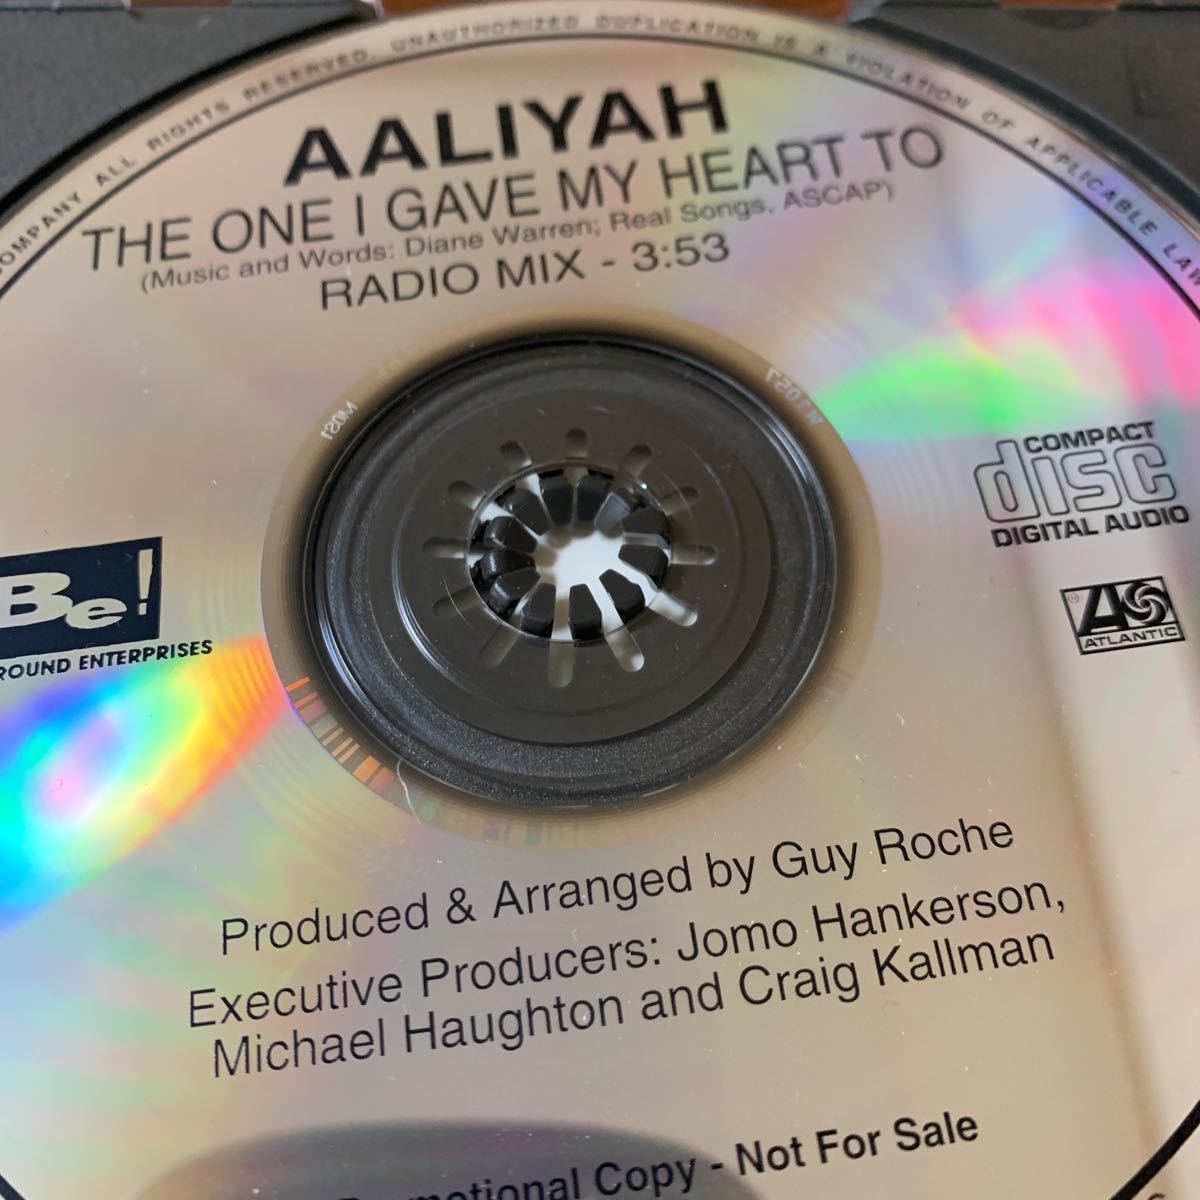 COMPANY ALL RIGHTS RESERVED. UNAUTHORIZED DUPLICATION IS A VIOLATION OF APPLICABLE LAW
AALIYAH
THE ONE I GAVE MY HEART TO
(Music and Words: Diane Warren; Real Songs, ASCAP)
RADIO MIX - 3:53
COMPACT
disc
DIGITAL AUDIO
Be!
ROUND ENTERPRISES
ATLANTIC
Produced & Arranged by Guy Roche
Executive Producers: Jomo Hankerson,
Michael Haughton and Craig Kallman
Promotional Copy - Not For Sale